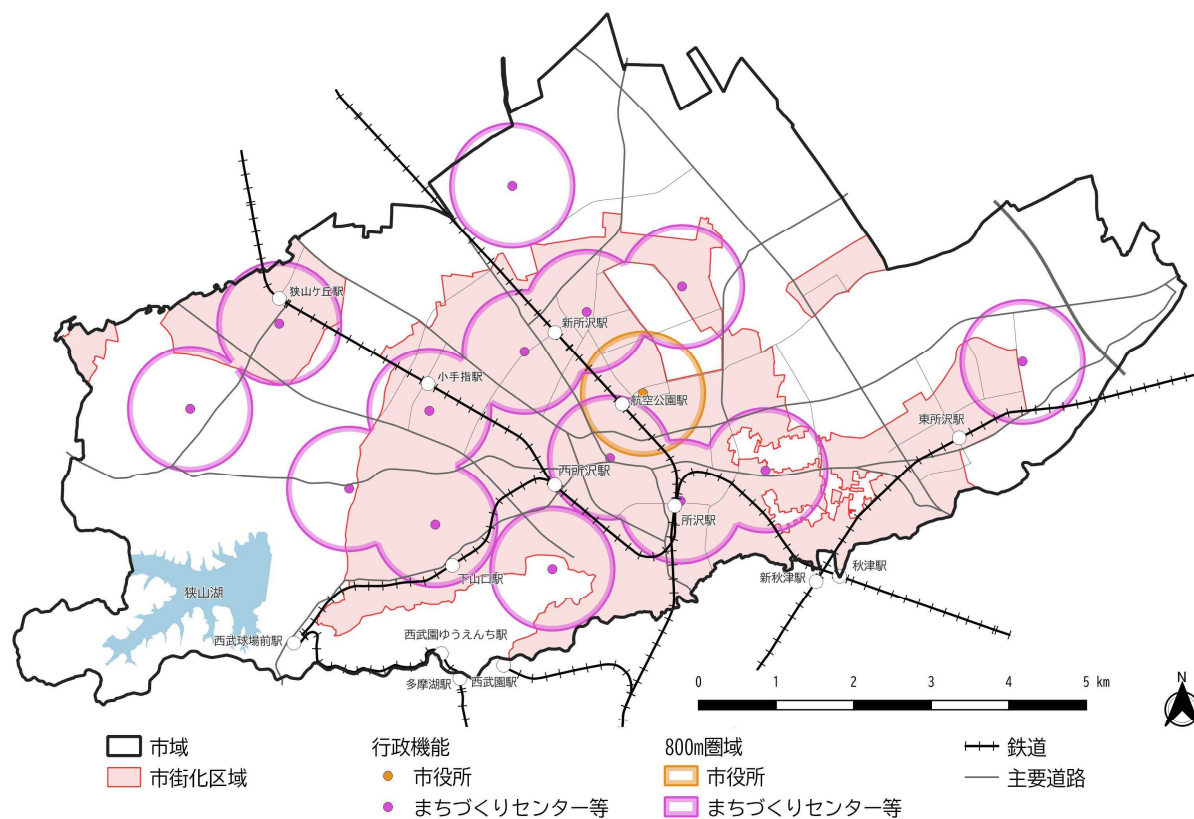 狭山ケ丘駅
新所沢駅
小手指駅
航空公園駅
東所沢駅
西所沢駅
所沢駅
下山口駅
新秋津駅
秋津駅
狭山湖
西武球場前駅
西武園ゆうえんち駅
多摩湖駅
西武園駅
0 1 2 3 4 5 km
N
市域
市街化区域
行政機能
市役所
まちづくりセンター等
800m圏域
市役所
まちづくりセンター等
鉄道
主要道路